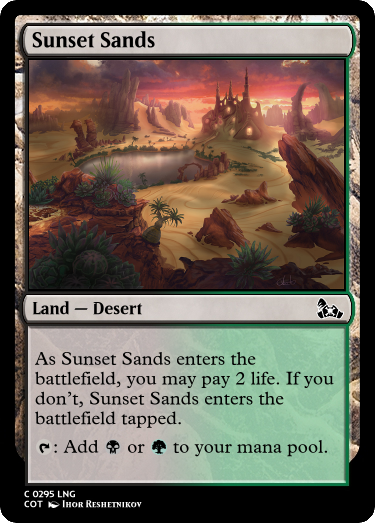 Sunset Sands
Land — Desert
As Sunset Sands enters the
battlefield, you may pay 2 life. If you
don't, Sunset Sands enters the
battlefield tapped.
: Add or to your mana pool.
C 0295 LNG
COT Ihor Reshetnikov